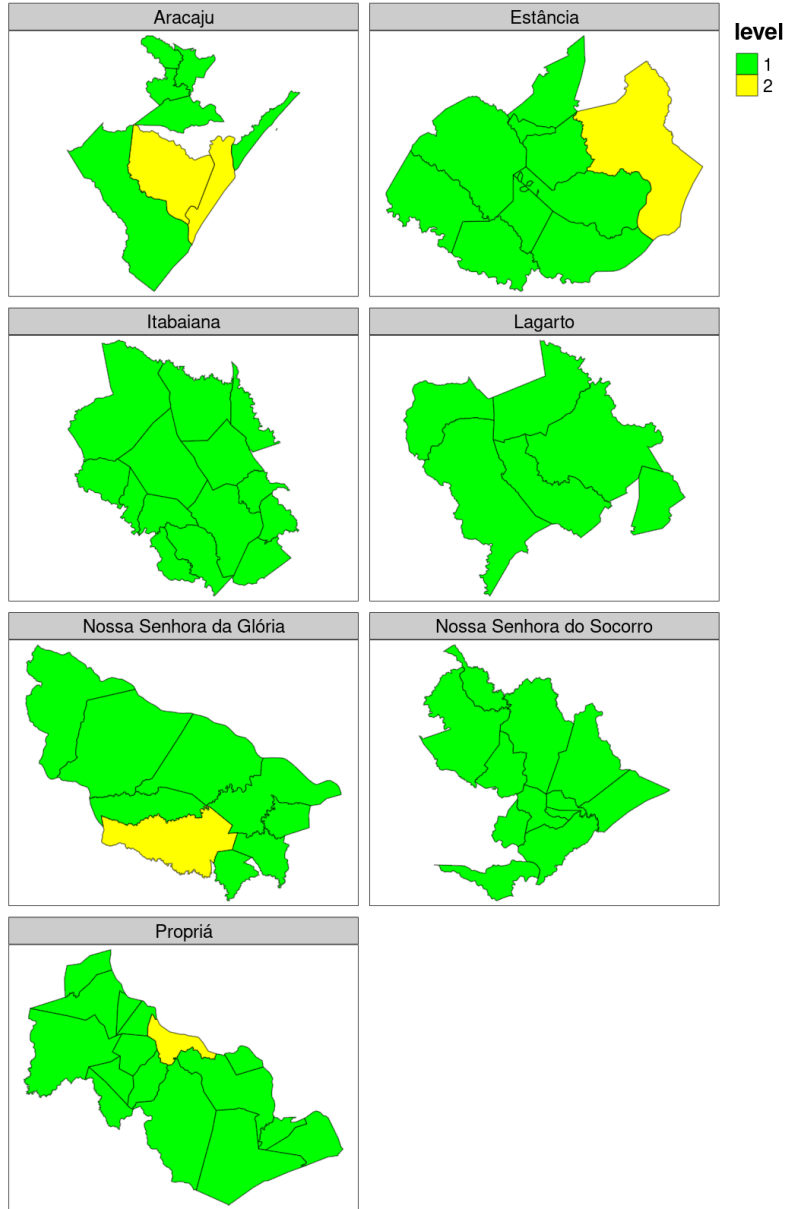 Aracaju
Estância
level
1
2
Itabaiana
Lagarto
Nossa Senhora da Glória
Nossa Senhora do Socorro
Propriá